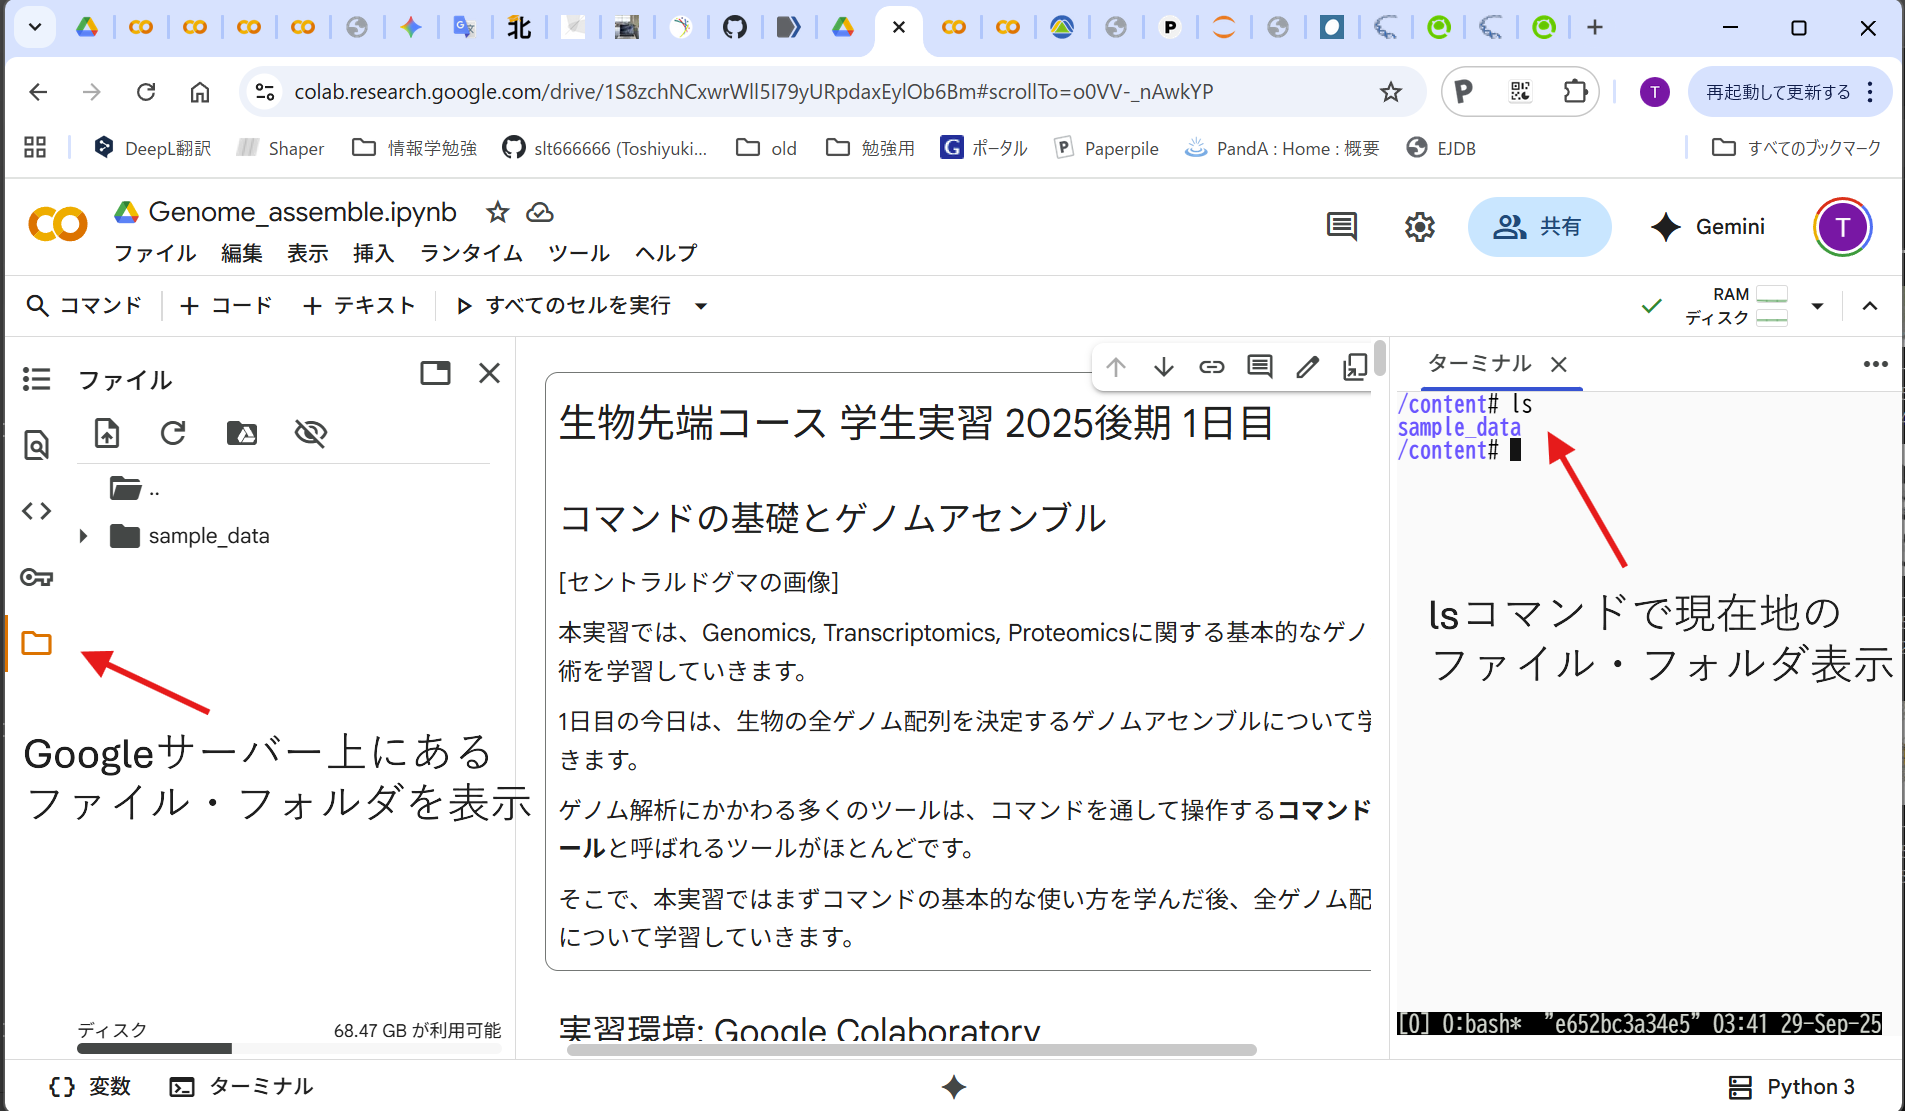 colab.research.google.com/drive/1S8zchNCxwrWll5I79yURpdaxEylOb6Bm#scrollTo=o0VV-_nAwkYP
T
再起動して更新する
DeepL翻訳
Shaper
情報学勉強
slt666666 (Toshiyuki...
old
勉強用
ポータル
Paperpile
PandA : Home : 概要
EJDB
すべてのブックマーク
Genome_assemble.ipynb
ファイル 編集 表示 挿入 ランタイム ツール ヘルプ
共有
Gemini
T
コマンド
+ コード
+ テキスト
すべてのセルを実行
RAM
ディスク
ファイル
..
sample_data
Googleサーバー上にある
ファイル・フォルダを表示
ディスク
68.47 GB が利用可能
生物先端コース 学生実習 2025後期 1日目
コマンドの基礎とゲノムアセンブル
[セントラルドグマの画像]
本実習では、Genomics, Transcriptomics, Proteomicsに関する基本的なゲノ
術を学習していきます。
1日目の今日は、生物の全ゲノム配列を決定するゲノムアセンブルについて学
きます。
ゲノム解析にかかわる多くのツールは、コマンドを通して操作するコマンド
ールと呼ばれるツールがほとんどです。
そこで、本実習ではまずコマンドの基本的な使い方を学んだ後、全ゲノム配
について学習していきます。
実習環境: Google Colaboratory
ターミナル
/content# ls
sample_data
/content#
lsコマンドで現在地の
ファイル・フォルダ表示
[0] 0:bash* "e652bc3a34e5" 03:41 29-Sep-25
変数
ターミナル
Python 3